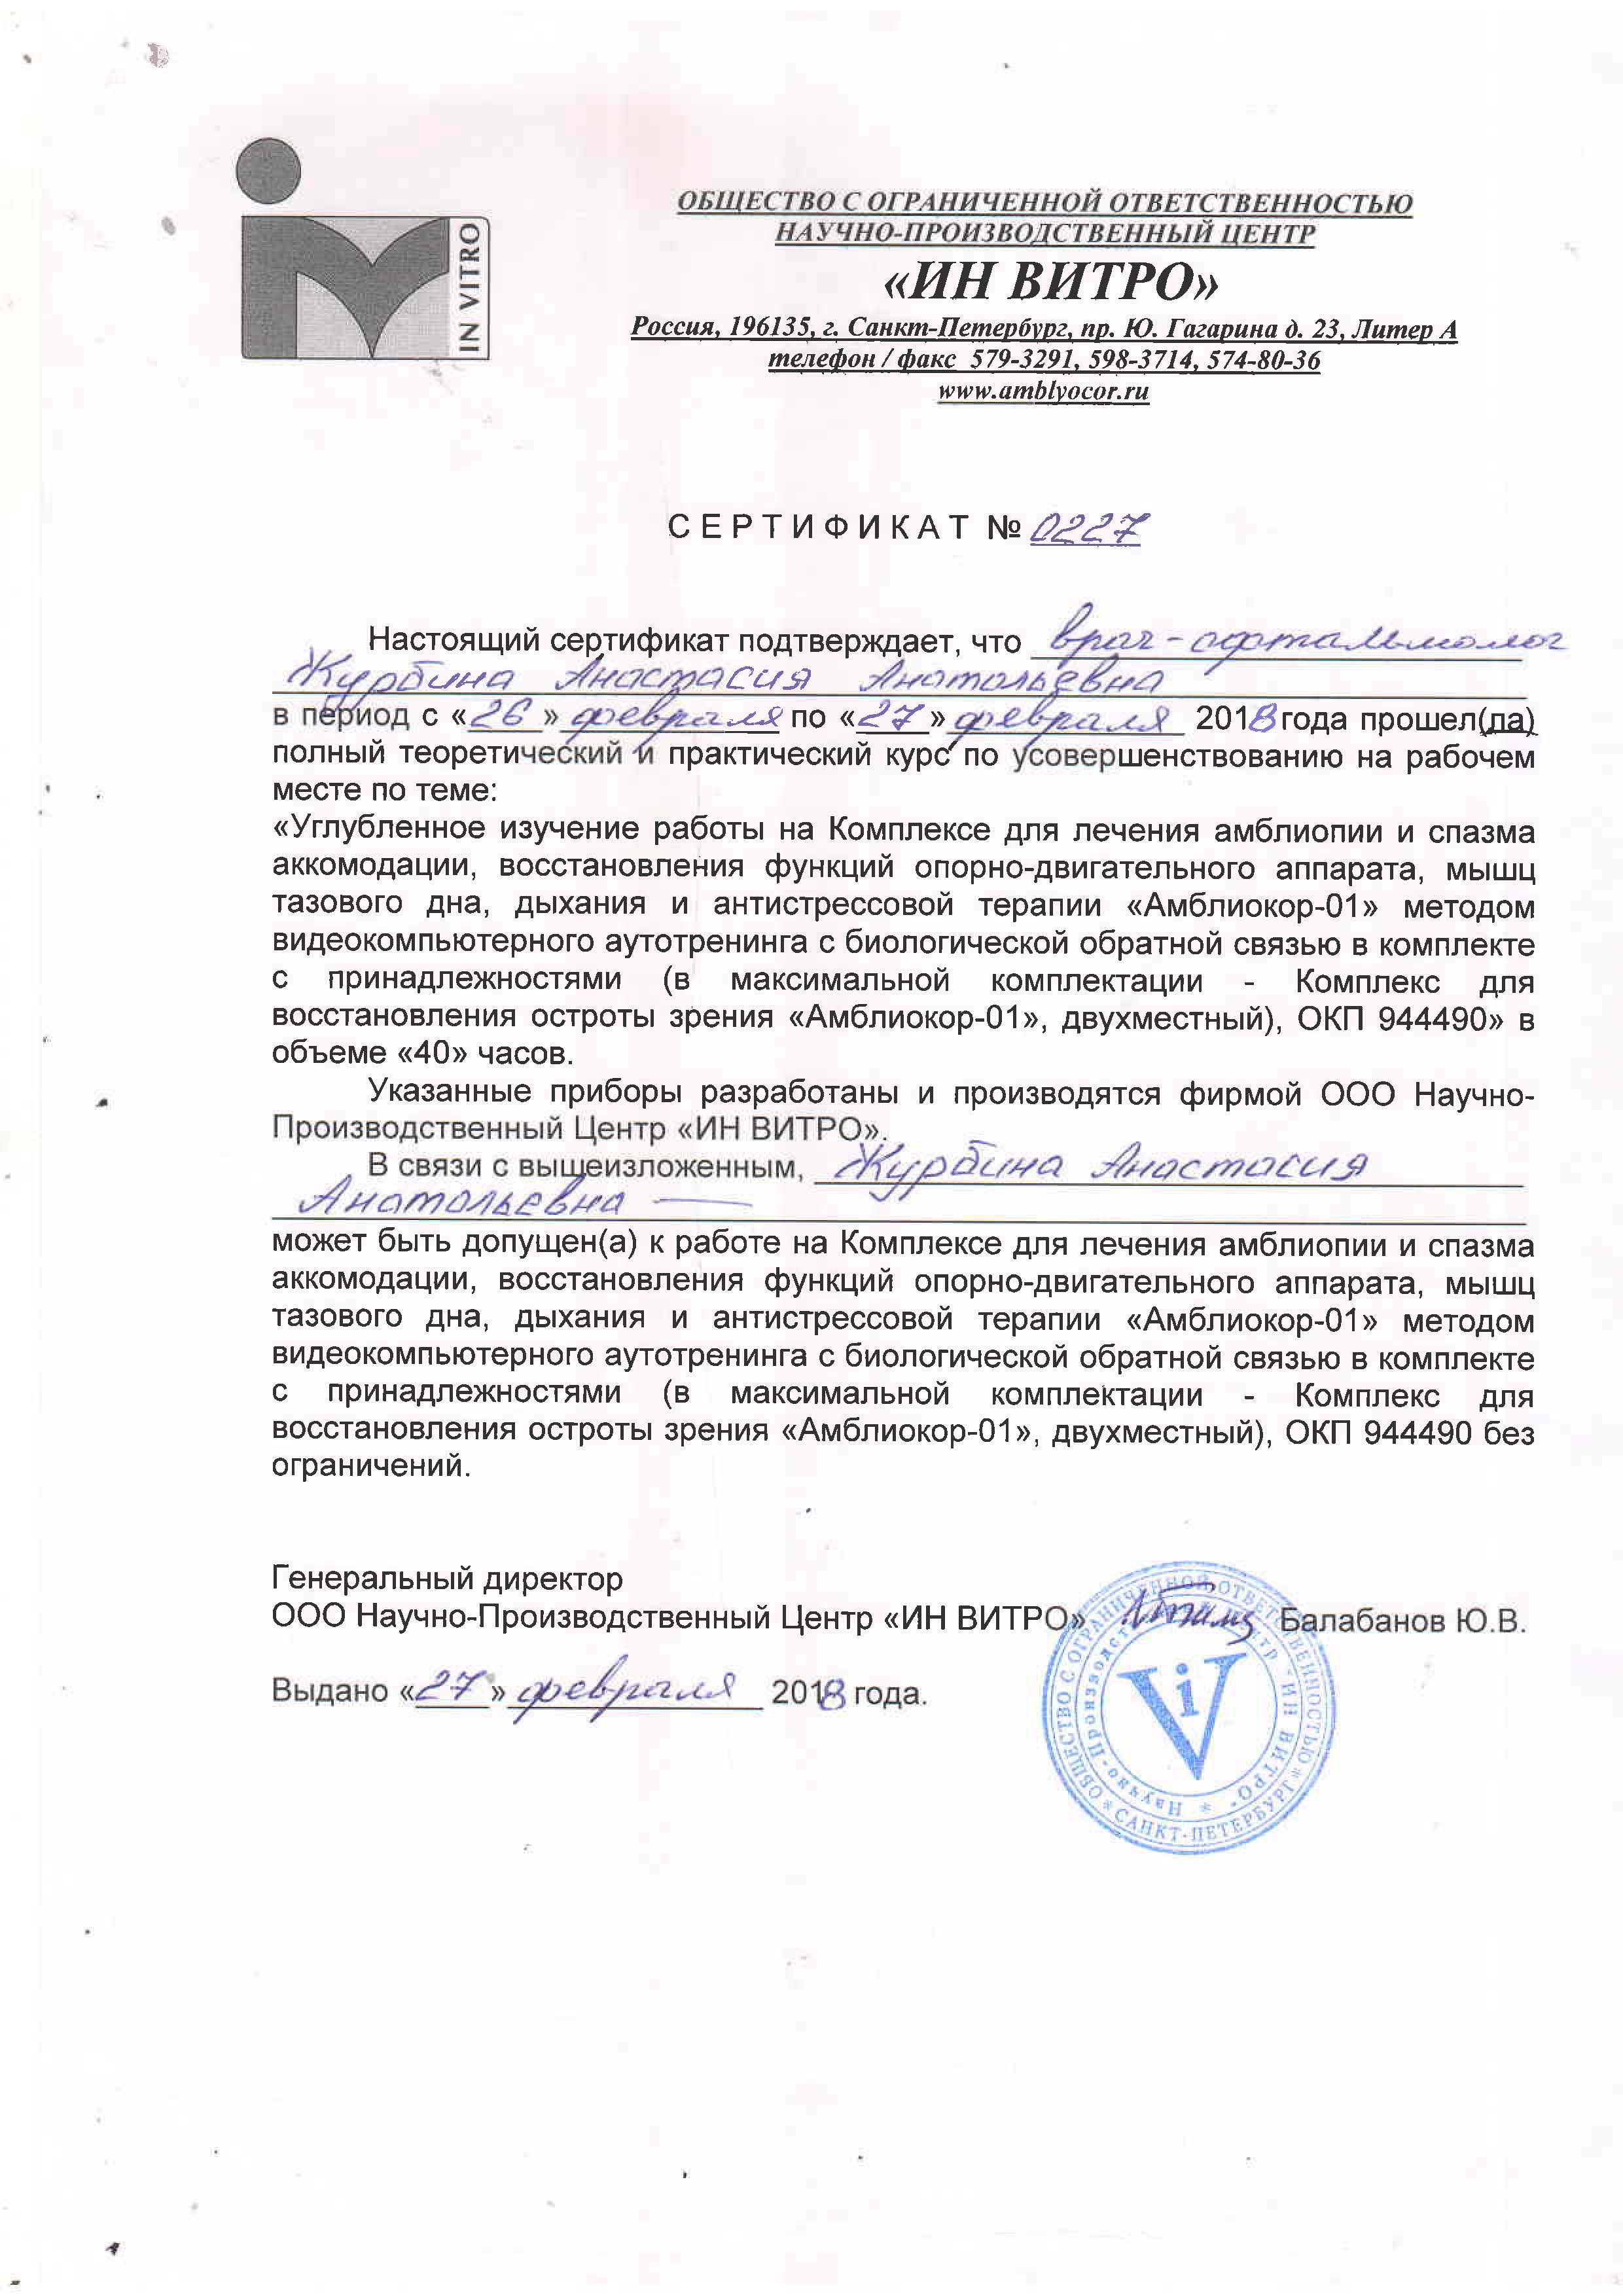 IN VITRO
ОБЩЕСТВО С ОГРАНИЧЕННОЙ ОТВЕТСТВЕННОСТЬЮ
НАУЧНО-ПРОИЗВОДСТВЕННЫЙ ЦЕНТР
«ИН ВИТРО»
Россия, 196135, г. Санкт-Петербург, пр. Ю. Гагарина д. 23, Литер А
телефон / факс 579-3291, 598-3714, 574-80-36
www.amblyocor.ru
СЕРТИФИКАТ № 0227
Настоящий сертификат подтверждает, что врач-офтальмолог
Журбина Анастасия Анатольевна
в период с «26» февраля по «27» февраля 2018 года прошел(ла)
полный теоретический и практический курс по усовершенствованию на рабочем
месте по теме:
«Углубленное изучение работы на Комплексе для лечения амблиопии и спазма
аккомодации, восстановления функций опорно-двигательного аппарата, мышц
тазового дна, дыхания и антистрессовой терапии «Амблиокор-01» методом
видеокомпьютерного аутотренинга с биологической обратной связью в комплекте
с принадлежностями (в максимальной комплектации - Комплекс для
восстановления остроты зрения «Амблиокор-01», двухместный), ОКП 944490» в
объеме «40» часов.
Указанные приборы разработаны и производятся фирмой ООО Научно-
Производственный Центр «ИН ВИТРО».
В связи с вышеизложенным, Журбина Анастасия
Анатольевна —
может быть допущен(а) к работе на Комплексе для лечения амблиопии и спазма
аккомодации, восстановления функций опорно-двигательного аппарата, мышц
тазового дна, дыхания и антистрессовой терапии «Амблиокор-01» методом
видеокомпьютерного аутотренинга с биологической обратной связью в комплекте
с принадлежностями (в максимальной комплектации - Комплекс для
восстановления остроты зрения «Амблиокор-01», двухместный), ОКП 944490 без
ограничений.
Генеральный директор
ООО Научно-Производственный Центр «ИН ВИТРО» Балабанов Ю.В.
Выдано «27» февраля 2018 года.
ОБЩЕСТВО С ОГРАНИЧЕННОЙ ОТВЕТСТВЕННОСТЬЮ * САНКТ-ПЕТЕРБУРГ *
Научно-Производственный Центр "ИН ВИТРО" *
Vi